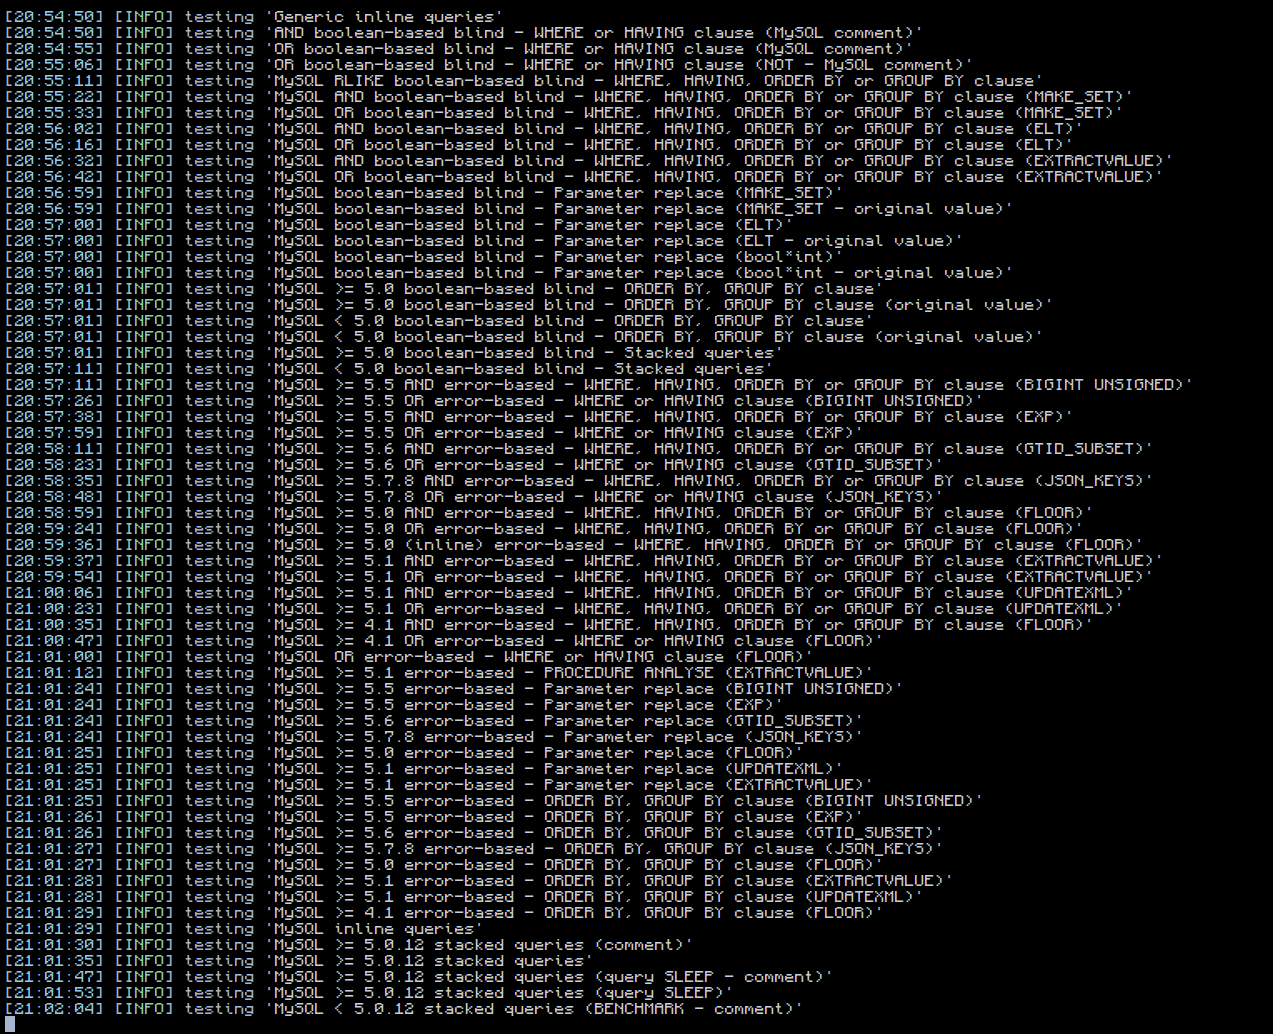 [20:54:50] [INFO] testing 'Generic inline queries'
[20:54:50] [INFO] testing 'AND boolean-based blind - WHERE or HAVING clause (MySQL comment)'
[20:54:55] [INFO] testing 'OR boolean-based blind - WHERE or HAVING clause (MySQL comment)'
[20:55:06] [INFO] testing 'OR boolean-based blind - WHERE or HAVING clause (NOT - MySQL comment)'
[20:55:11] [INFO] testing 'MySQL RLIKE boolean-based blind - WHERE, HAVING, ORDER BY or GROUP BY clause'
[20:55:22] [INFO] testing 'MySQL AND boolean-based blind - WHERE, HAVING, ORDER BY or GROUP BY clause (MAKE_SET)'
[20:55:33] [INFO] testing 'MySQL OR boolean-based blind - WHERE, HAVING, ORDER BY or GROUP BY clause (MAKE_SET)'
[20:56:02] [INFO] testing 'MySQL AND boolean-based blind - WHERE, HAVING, ORDER BY or GROUP BY clause (ELT)'
[20:56:16] [INFO] testing 'MySQL OR boolean-based blind - WHERE, HAVING, ORDER BY or GROUP BY clause (ELT)'
[20:56:32] [INFO] testing 'MySQL AND boolean-based blind - WHERE, HAVING, ORDER BY or GROUP BY clause (EXTRACTVALUE)'
[20:56:42] [INFO] testing 'MySQL OR boolean-based blind - WHERE, HAVING, ORDER BY or GROUP BY clause (EXTRACTVALUE)'
[20:56:59] [INFO] testing 'MySQL boolean-based blind - Parameter replace (MAKE_SET)'
[20:56:59] [INFO] testing 'MySQL boolean-based blind - Parameter replace (MAKE_SET - original value)'
[20:57:00] [INFO] testing 'MySQL boolean-based blind - Parameter replace (ELT)'
[20:57:00] [INFO] testing 'MySQL boolean-based blind - Parameter replace (ELT - original value)'
[20:57:00] [INFO] testing 'MySQL boolean-based blind - Parameter replace (bool*int)'
[20:57:00] [INFO] testing 'MySQL boolean-based blind - Parameter replace (bool*int - original value)'
[20:57:01] [INFO] testing 'MySQL >= 5.0 boolean-based blind - ORDER BY, GROUP BY clause'
[20:57:01] [INFO] testing 'MySQL >= 5.0 boolean-based blind - ORDER BY, GROUP BY clause (original value)'
[20:57:01] [INFO] testing 'MySQL < 5.0 boolean-based blind - ORDER BY, GROUP BY clause'
[20:57:01] [INFO] testing 'MySQL < 5.0 boolean-based blind - ORDER BY, GROUP BY clause (original value)'
[20:57:01] [INFO] testing 'MySQL >= 5.0 boolean-based blind - Stacked queries'
[20:57:11] [INFO] testing 'MySQL < 5.0 boolean-based blind - Stacked queries'
[20:57:11] [INFO] testing 'MySQL >= 5.5 AND error-based - WHERE, HAVING, ORDER BY or GROUP BY clause (BIGINT UNSIGNED)'
[20:57:26] [INFO] testing 'MySQL >= 5.5 OR error-based - WHERE or HAVING clause (BIGINT UNSIGNED)'
[20:57:38] [INFO] testing 'MySQL >= 5.5 AND error-based - WHERE, HAVING, ORDER BY or GROUP BY clause (EXP)'
[20:57:59] [INFO] testing 'MySQL >= 5.5 OR error-based - WHERE or HAVING clause (EXP)'
[20:58:11] [INFO] testing 'MySQL >= 5.6 AND error-based - WHERE, HAVING, ORDER BY or GROUP BY clause (GTID_SUBSET)'
[20:58:23] [INFO] testing 'MySQL >= 5.6 OR error-based - WHERE or HAVING clause (GTID_SUBSET)'
[20:58:35] [INFO] testing 'MySQL >= 5.7.8 AND error-based - WHERE, HAVING, ORDER BY or GROUP BY clause (JSON_KEYS)'
[20:58:48] [INFO] testing 'MySQL >= 5.7.8 OR error-based - WHERE or HAVING clause (JSON_KEYS)'
[20:58:59] [INFO] testing 'MySQL >= 5.0 AND error-based - WHERE, HAVING, ORDER BY or GROUP BY clause (FLOOR)'
[20:59:24] [INFO] testing 'MySQL >= 5.0 OR error-based - WHERE, HAVING, ORDER BY or GROUP BY clause (FLOOR)'
[20:59:36] [INFO] testing 'MySQL >= 5.0 (inline) error-based - WHERE, HAVING, ORDER BY or GROUP BY clause (FLOOR)'
[20:59:37] [INFO] testing 'MySQL >= 5.1 AND error-based - WHERE, HAVING, ORDER BY or GROUP BY clause (EXTRACTVALUE)'
[20:59:54] [INFO] testing 'MySQL >= 5.1 OR error-based - WHERE, HAVING, ORDER BY or GROUP BY clause (EXTRACTVALUE)'
[21:00:06] [INFO] testing 'MySQL >= 5.1 AND error-based - WHERE, HAVING, ORDER BY or GROUP BY clause (UPDATEXML)'
[21:00:23] [INFO] testing 'MySQL >= 5.1 OR error-based - WHERE, HAVING, ORDER BY or GROUP BY clause (UPDATEXML)'
[21:00:35] [INFO] testing 'MySQL >= 4.1 AND error-based - WHERE, HAVING, ORDER BY or GROUP BY clause (FLOOR)'
[21:00:47] [INFO] testing 'MySQL >= 4.1 OR error-based - WHERE or HAVING clause (FLOOR)'
[21:01:00] [INFO] testing 'MySQL OR error-based - WHERE or HAVING clause (FLOOR)'
[21:01:12] [INFO] testing 'MySQL >= 5.1 error-based - PROCEDURE ANALYSE (EXTRACTVALUE)'
[21:01:24] [INFO] testing 'MySQL >= 5.5 error-based - Parameter replace (BIGINT UNSIGNED)'
[21:01:24] [INFO] testing 'MySQL >= 5.5 error-based - Parameter replace (EXP)'
[21:01:24] [INFO] testing 'MySQL >= 5.6 error-based - Parameter replace (GTID_SUBSET)'
[21:01:24] [INFO] testing 'MySQL >= 5.7.8 error-based - Parameter replace (JSON_KEYS)'
[21:01:25] [INFO] testing 'MySQL >= 5.0 error-based - Parameter replace (FLOOR)'
[21:01:25] [INFO] testing 'MySQL >= 5.1 error-based - Parameter replace (UPDATEXML)'
[21:01:25] [INFO] testing 'MySQL >= 5.1 error-based - Parameter replace (EXTRACTVALUE)'
[21:01:25] [INFO] testing 'MySQL >= 5.5 error-based - ORDER BY, GROUP BY clause (BIGINT UNSIGNED)'
[21:01:26] [INFO] testing 'MySQL >= 5.5 error-based - ORDER BY, GROUP BY clause (EXP)'
[21:01:26] [INFO] testing 'MySQL >= 5.6 error-based - ORDER BY, GROUP BY clause (GTID_SUBSET)'
[21:01:27] [INFO] testing 'MySQL >= 5.7.8 error-based - ORDER BY, GROUP BY clause (JSON_KEYS)'
[21:01:27] [INFO] testing 'MySQL >= 5.0 error-based - ORDER BY, GROUP BY clause (FLOOR)'
[21:01:28] [INFO] testing 'MySQL >= 5.1 error-based - ORDER BY, GROUP BY clause (EXTRACTVALUE)'
[21:01:28] [INFO] testing 'MySQL >= 5.1 error-based - ORDER BY, GROUP BY clause (UPDATEXML)'
[21:01:29] [INFO] testing 'MySQL >= 4.1 error-based - ORDER BY, GROUP BY clause (FLOOR)'
[21:01:29] [INFO] testing 'MySQL inline queries'
[21:01:30] [INFO] testing 'MySQL >= 5.0.12 stacked queries (comment)'
[21:01:35] [INFO] testing 'MySQL >= 5.0.12 stacked queries'
[21:01:47] [INFO] testing 'MySQL >= 5.0.12 stacked queries (query SLEEP - comment)'
[21:01:53] [INFO] testing 'MySQL >= 5.0.12 stacked queries (query SLEEP)'
[21:02:04] [INFO] testing 'MySQL < 5.0.12 stacked queries (BENCHMARK - comment)'